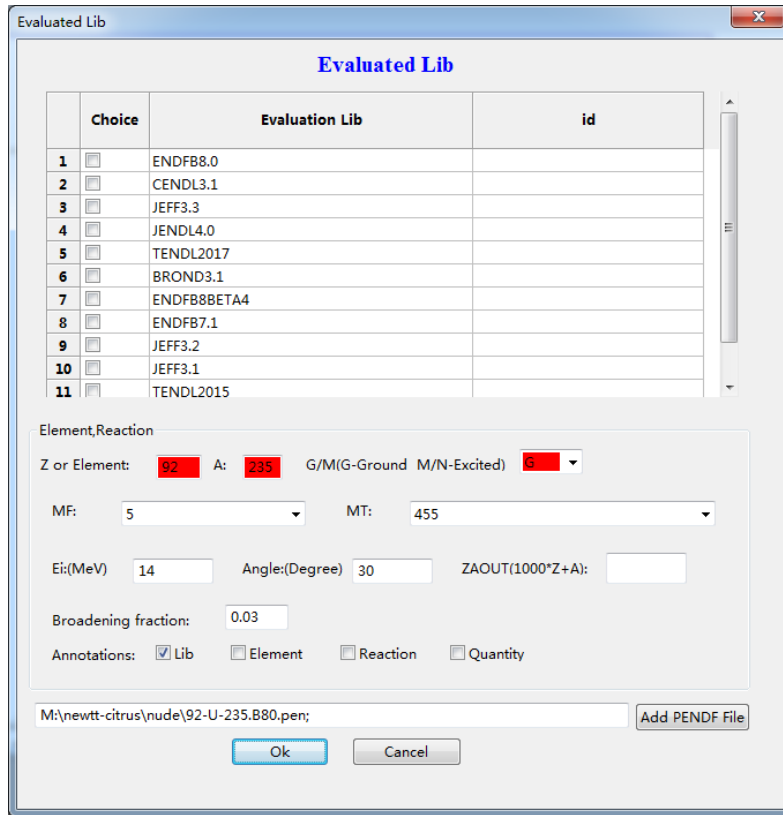 Evaluated Lib
Evaluated Lib
Choice Evaluation Lib id
1 ENDFB8.0
2 CENDL3.1
3 JEFF3.3
4 JENDL4.0
5 TENDL2017
6 BROND3.1
7 ENDFB8BETA4
8 ENDFB7.1
9 JEFF3.2
10 JEFF3.1
11 TENDL2015
Element,Reaction
Z or Element: 92 A: 235 G/M(G-Ground M/N-Excited) G
MF: 5 MT: 455
Ei:(MeV) 14 Angle:(Degree) 30 ZAOUT(1000*Z+A):
Broadening fraction: 0.03
Annotations: Lib Element Reaction Quantity
M:\newtt-citrus\nude\92-U-235.B80.pen; Add PENDF File
Ok Cancel